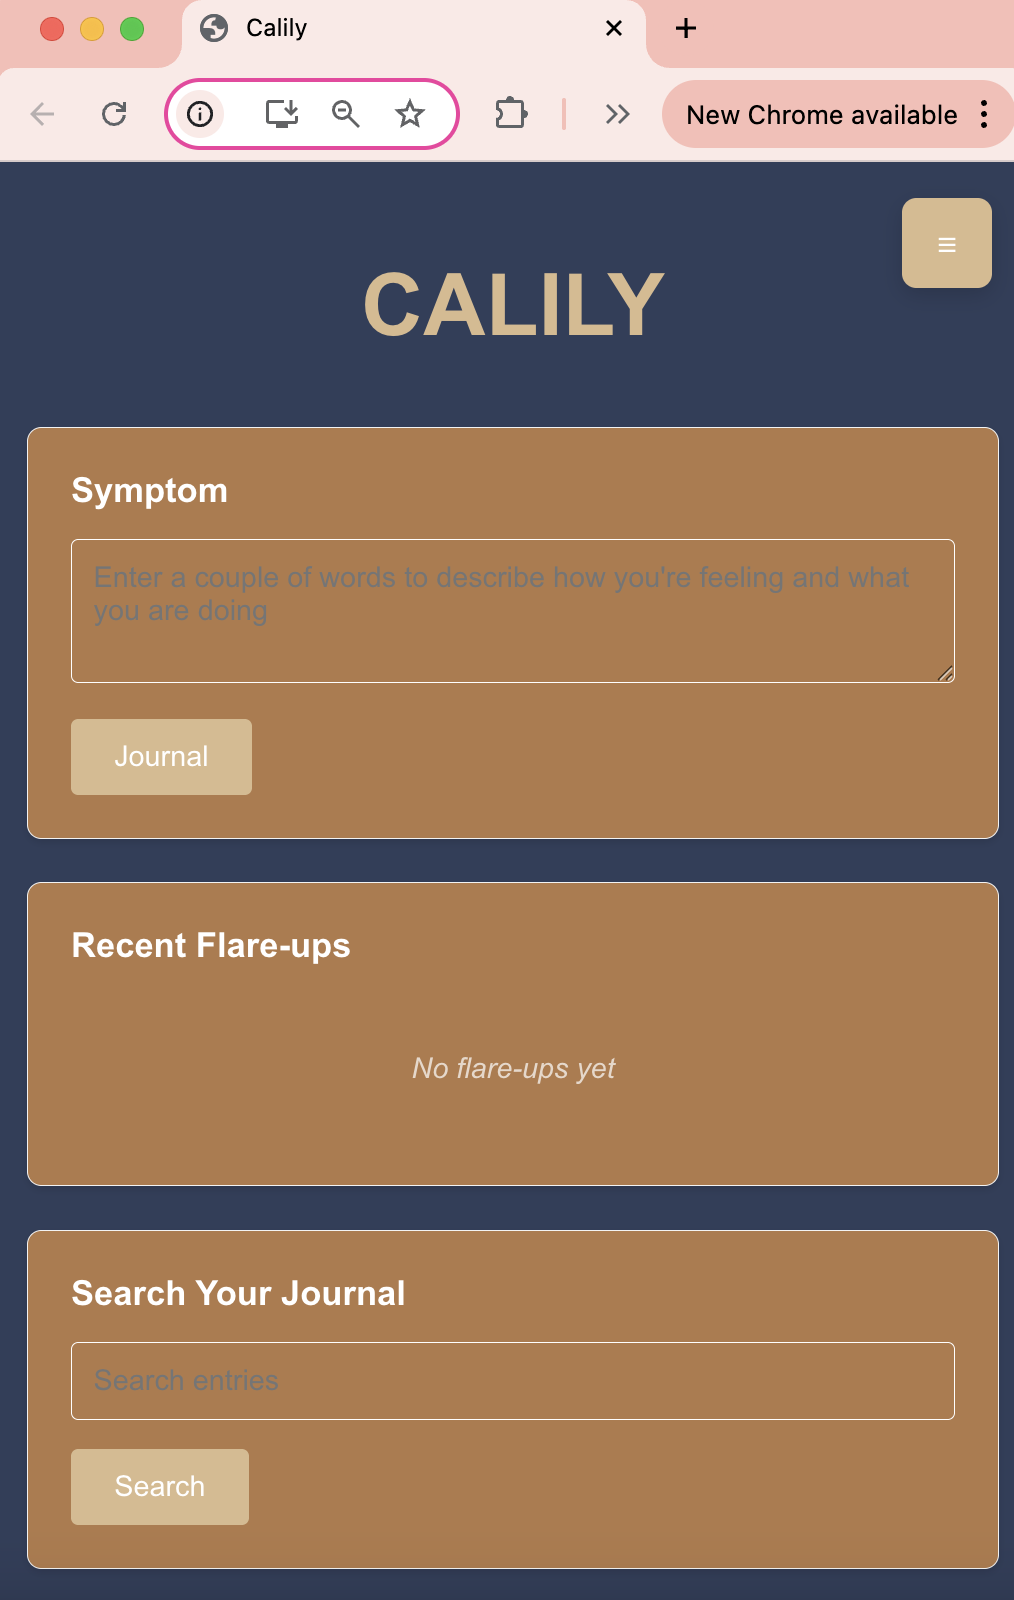 Calily
New Chrome available
CALILY
Symptom
Enter a couple of words to describe how you're feeling and what
you are doing
Journal
Recent Flare-ups
No flare-ups yet
Search Your Journal
Search entries
Search